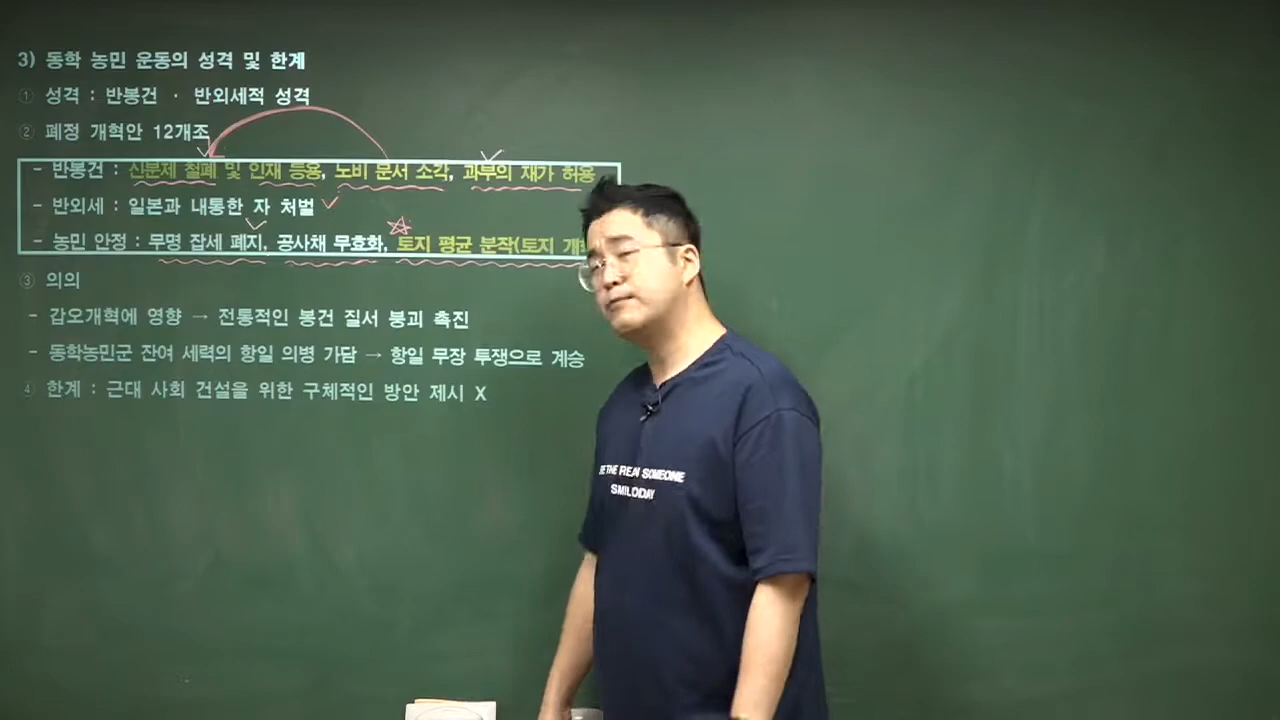 3) 동학 농민 운동의 성격 및 한계
① 성격 : 반봉건 · 반외세적 성격
② 폐정 개혁안 12개조
- 반봉건 : 신분제 철폐 및 인재 등용, 노비 문서 소각, 과부의 재가 허용
- 반외세 : 일본과 내통한 자 처벌
- 농민 안정 : 무명 잡세 폐지, 공사채 무효화, 토지 평균 분작(토지
③ 의의
- 갑오개혁에 영향 → 전통적인 봉건 질서 붕괴 촉진
- 동학농민군 잔여 세력의 항일 의병 가담 → 항일 무장 투쟁으로 계승
④ 한계 : 근대 사회 건설을 위한 구체적인 방안 제시 X
THE REAL SOMEONE